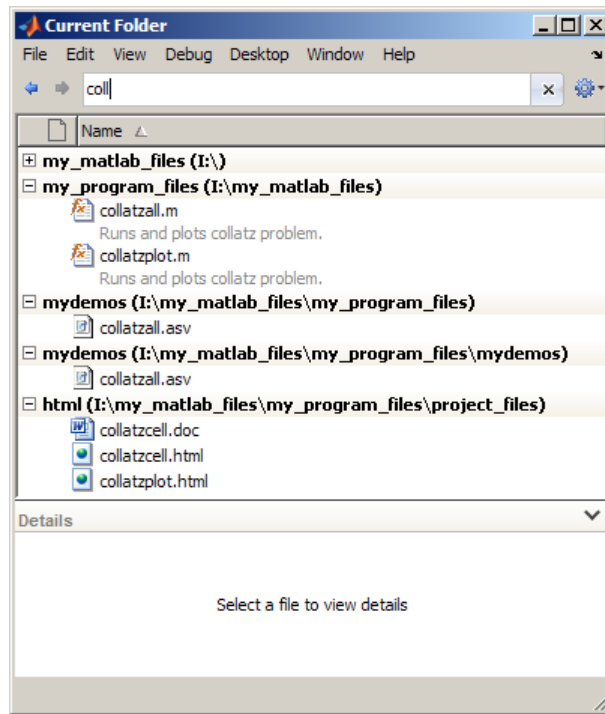 Current Folder
File Edit View Debug Desktop Window Help
coll
Name
my_matlab_files (I:\)
my_program_files (I:\my_matlab_files)
collatzall.m
Runs and plots collatz problem.
collatzplot.m
Runs and plots collatz problem.
mydemos (I:\my_matlab_files\my_program_files)
collatzall.asv
mydemos (I:\my_matlab_files\my_program_files\mydemos)
collatzall.asv
html (I:\my_matlab_files\my_program_files\project_files)
collatzcell.doc
collatzcell.html
collatzplot.html
Details
Select a file to view details